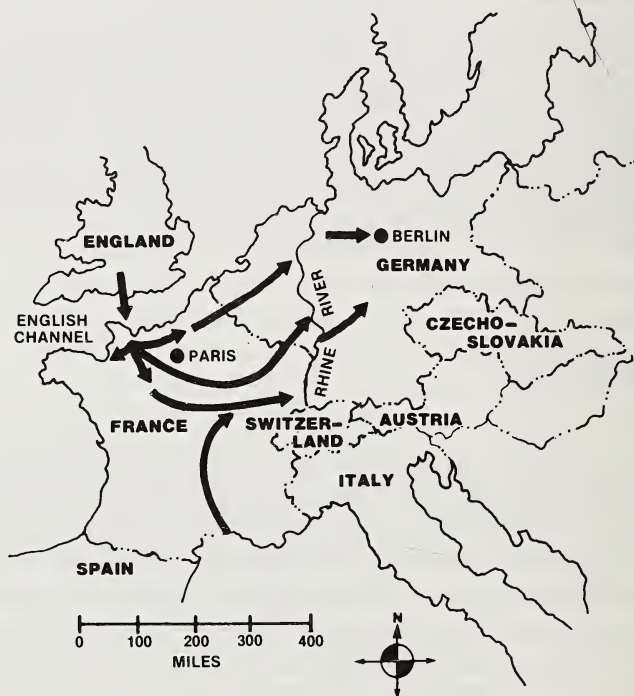 ENGLAND
ENGLISH
CHANNEL
BERLIN
GERMANY
RHINE RIVER
PARIS
CZECHO-
SLOVAKIA
FRANCE
SWITZER-
LAND
AUSTRIA
ITALY
SPAIN
0 100 200 300 400
MILES
N